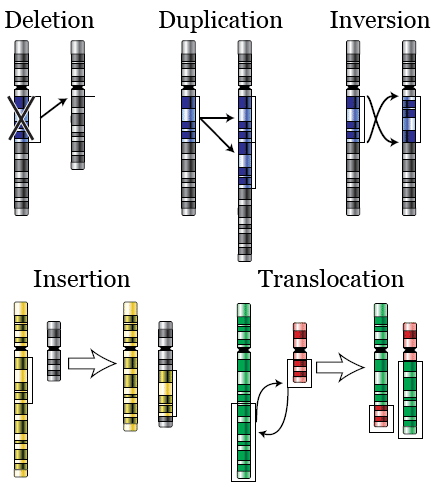 Deletion
Duplication
Inversion
Insertion
Translocation